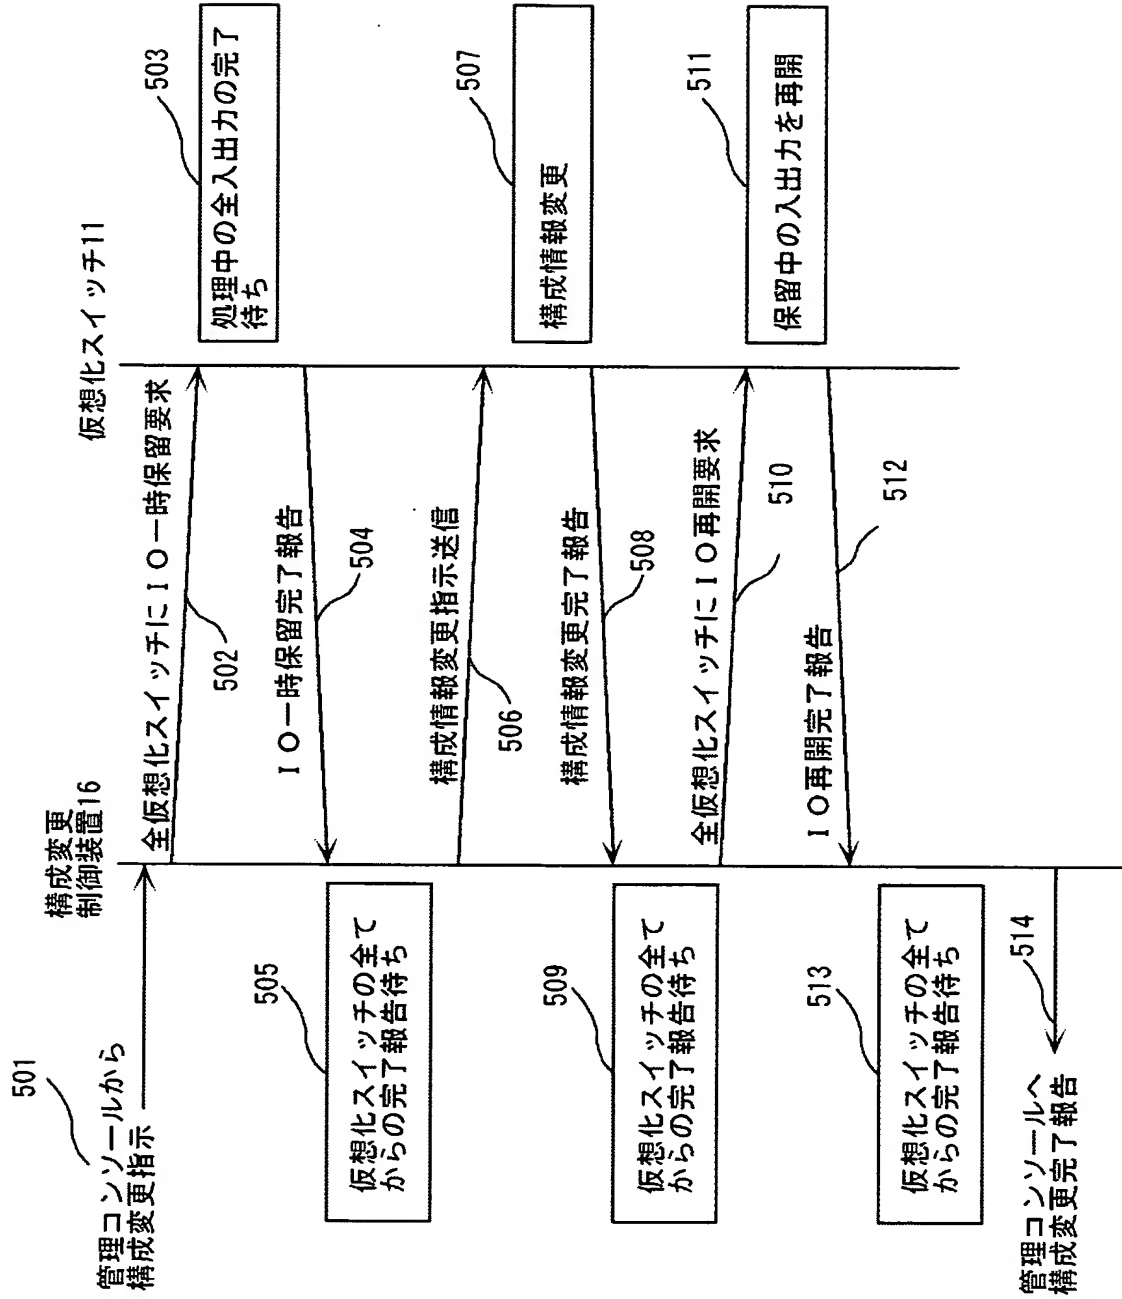 501
管理コンソールから
構成変更指示
構成変更
制御装置16
仮想化スイッチ11
全仮想化スイッチにＩＯ一時保留要求
502
503
処理中の全入出力の完了
待ち
ＩＯ一時保留完了報告
504
505
仮想化スイッチの全て
からの完了報告待ち
構成情報変更指示送信
506
507
構成情報変更
構成情報変更完了報告
508
509
仮想化スイッチの全て
からの完了報告待ち
全仮想化スイッチにＩＯ再開要求
510
511
保留中の入出力を再開
ＩＯ再開完了報告
512
513
仮想化スイッチの全て
からの完了報告待ち
514
管理コンソールへ
構成変更完了報告